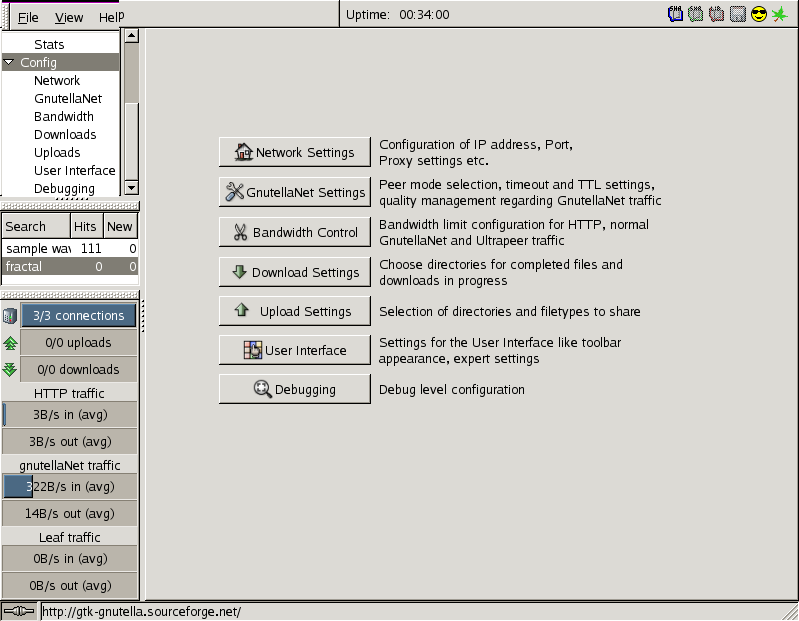 File View Help
Uptime: 00:34:00
Stats
Config
Network
GnutellaNet
Bandwidth
Downloads
Uploads
User Interface
Debugging
Search Hits New
sample wav 111 0
fractal 0 0
3/3 connections
0/0 uploads
0/0 downloads
HTTP traffic
3B/s in (avg)
3B/s out (avg)
gnutellaNet traffic
322B/s in (avg)
14B/s out (avg)
Leaf traffic
0B/s in (avg)
0B/s out (avg)
Network Settings
Configuration of IP address, Port,
Proxy settings etc.
GnutellaNet Settings
Peer mode selection, timeout and TTL settings,
quality management regarding GnutellaNet traffic
Bandwidth Control
Bandwidth limit configuration for HTTP, normal
GnutellaNet and Ultrapeer traffic
Download Settings
Choose directories for completed files and
downloads in progress
Upload Settings
Selection of directories and filetypes to share
User Interface
Settings for the User Interface like toolbar
appearance, expert settings
Debugging
Debug level configuration
http://gtk-gnutella.sourceforge.net/